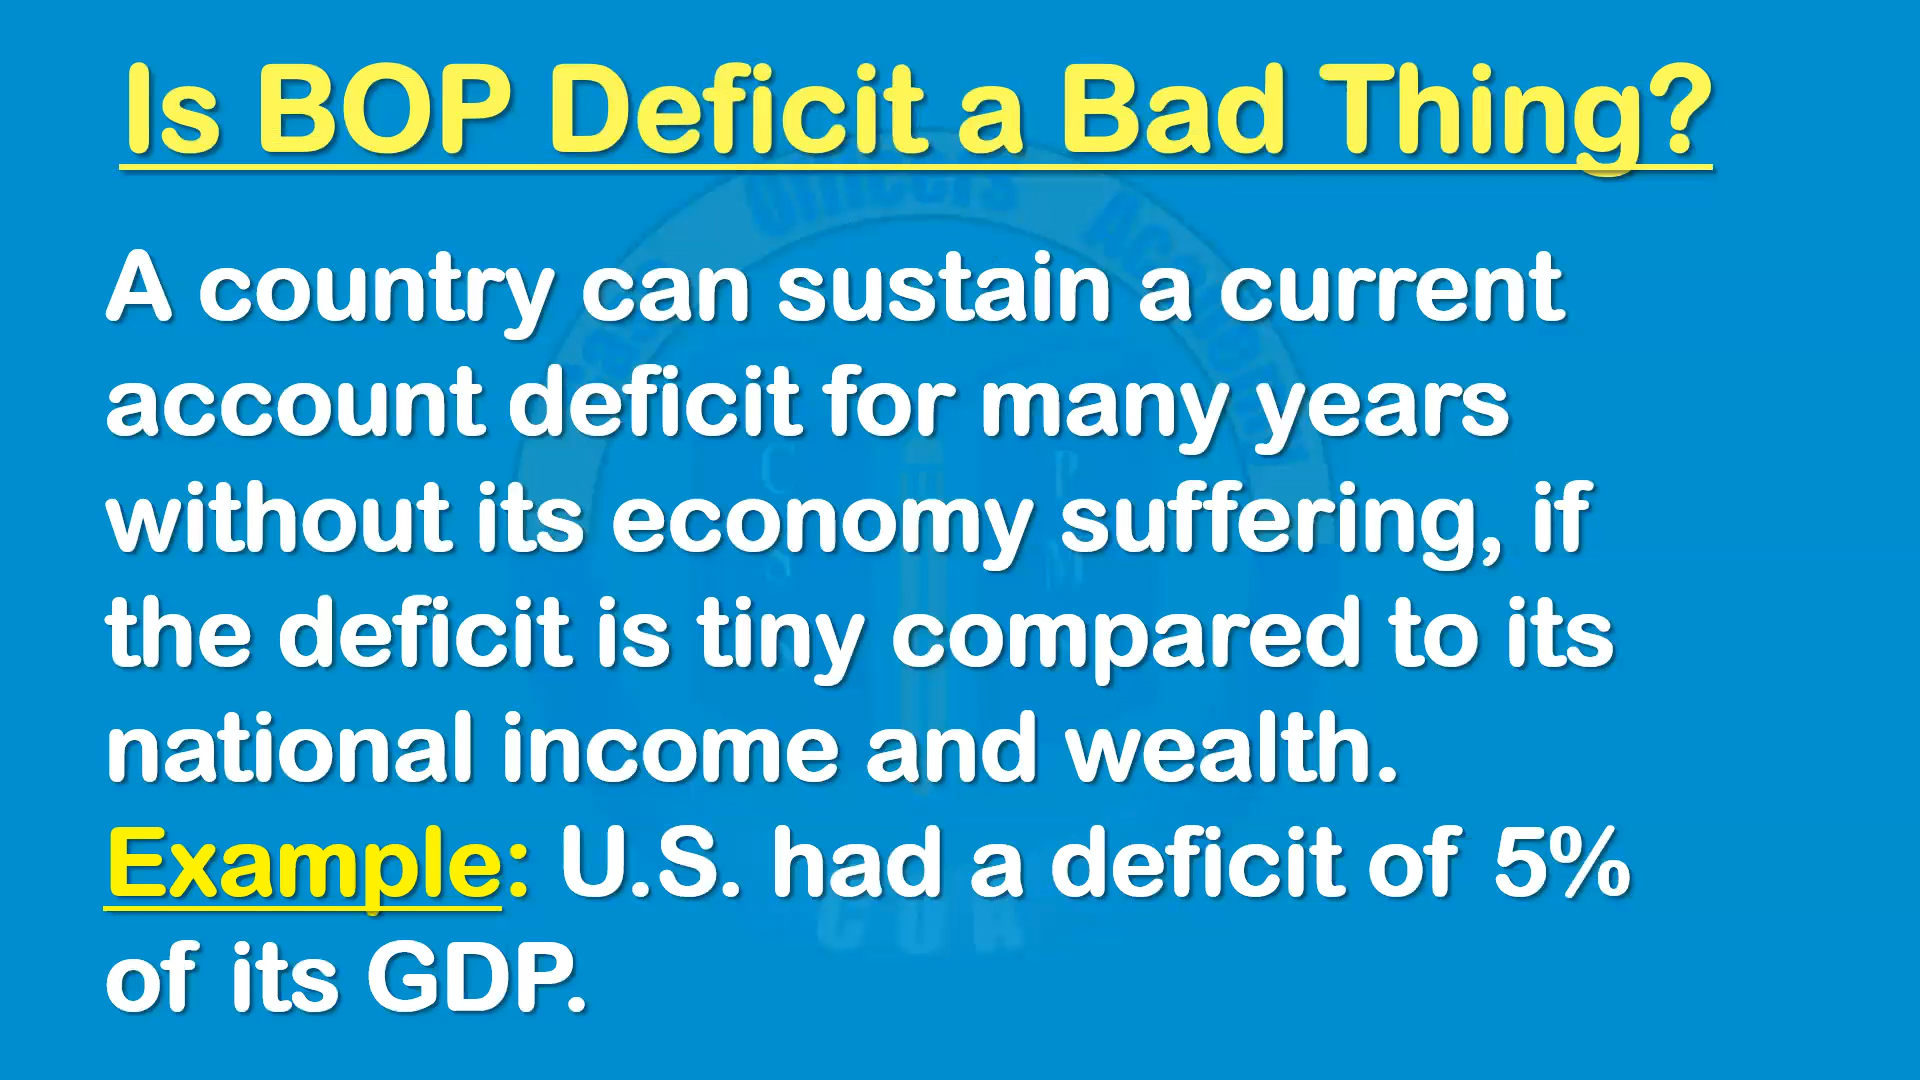 Is BOP Deficit a Bad Thing?
A country can sustain a current
account deficit for many years
without its economy suffering, if
the deficit is tiny compared to its
national income and wealth.
Example: U.S. had a deficit of 5%
of its GDP.
Officers
C
P
S
M